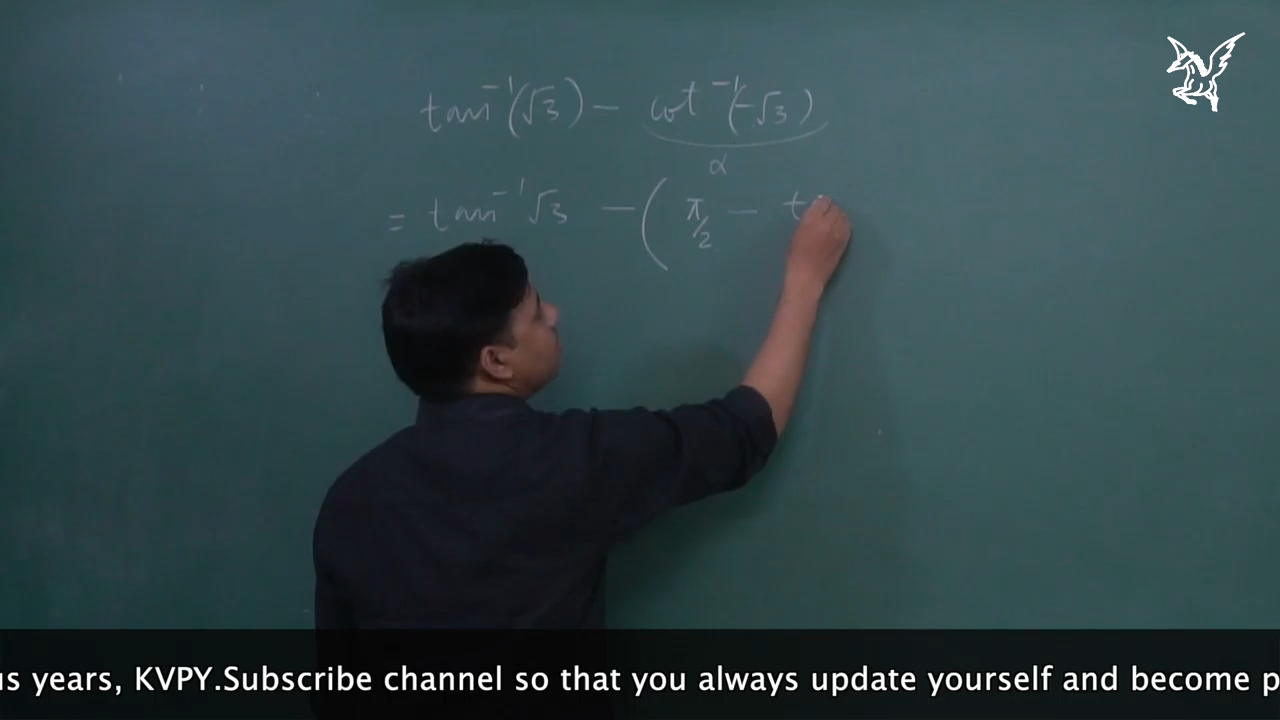 tan⁻¹(√3) − cot⁻¹(−√3)
α
= tan⁻¹√3 − ( π/2 − t
us years, KVPY.Subscribe channel so that you always update yourself and become p